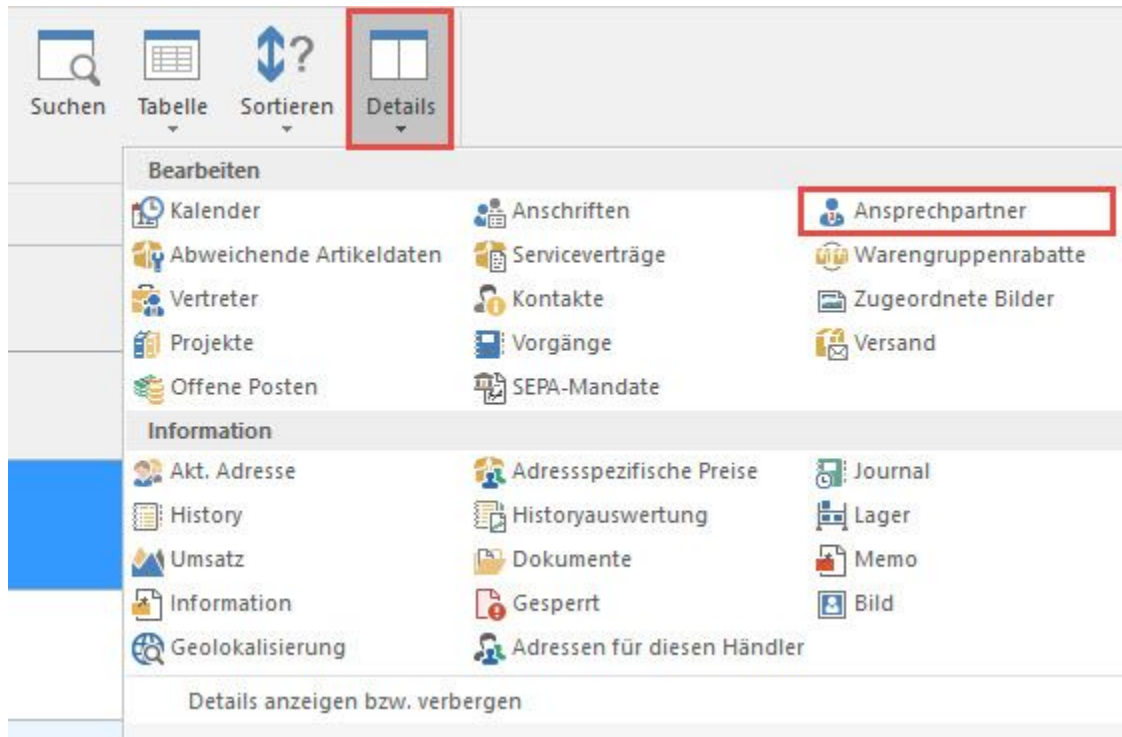 Suchen Tabelle Sortieren Details
Bearbeiten
Kalender Anschriften Ansprechpartner
Abweichende Artikeldaten Serviceverträge Warengruppenrabatte
Vertreter Kontakte Zugeordnete Bilder
Projekte Vorgänge Versand
Offene Posten SEPA-Mandate
Information
Akt. Adresse Adressspezifische Preise Journal
History Historyauswertung Lager
Umsatz Dokumente Memo
Information Gesperrt Bild
Geolokalisierung Adressen für diesen Händler
Details anzeigen bzw. verbergen